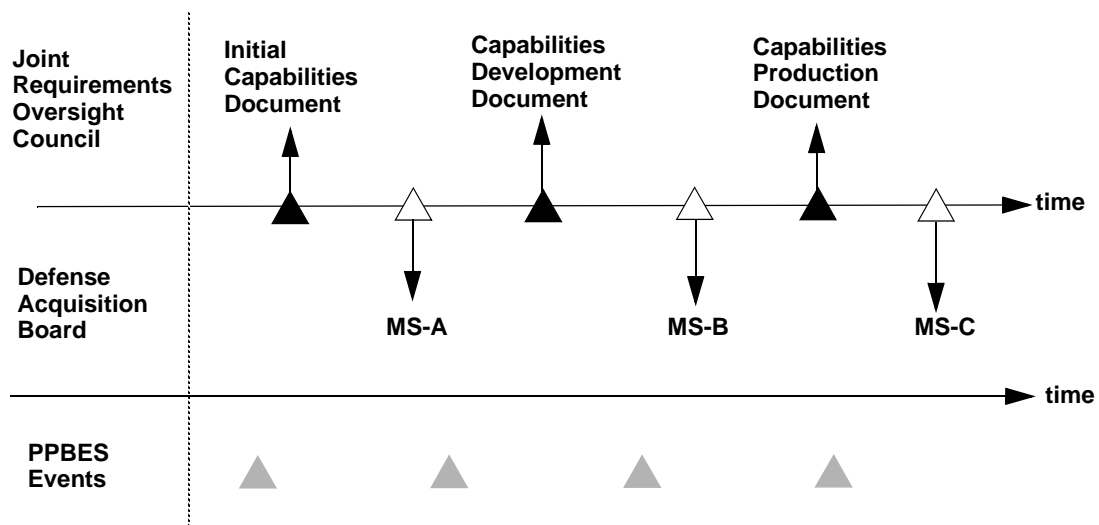 Joint
Requirements
Oversight
Council
Initial
Capabilities
Document
Capabilities
Development
Document
Capabilities
Production
Document
time
Defense
Acquisition
Board
MS-A
MS-B
MS-C
time
PPBES
Events